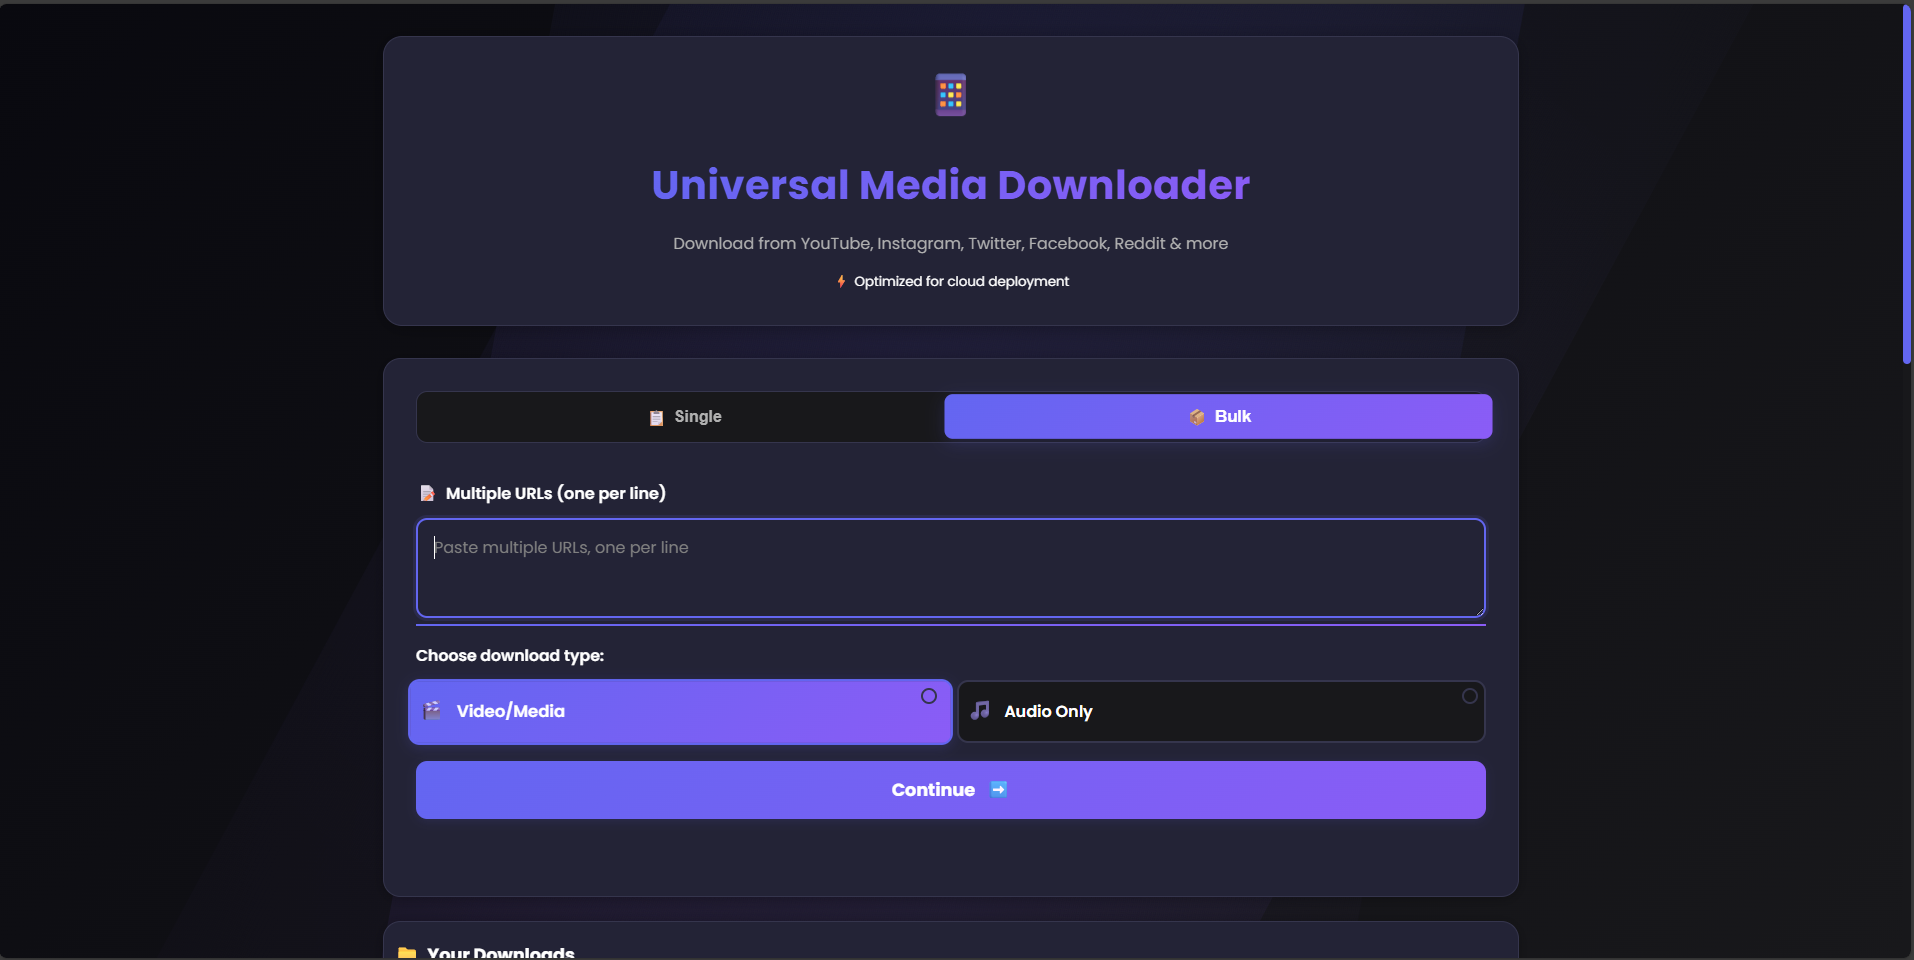 Universal Media Downloader
Download from YouTube, Instagram, Twitter, Facebook, Reddit & more
Optimized for cloud deployment
Single
Bulk
Multiple URLs (one per line)
Paste multiple URLs, one per line
Choose download type:
Video/Media
Audio Only
Continue
Your Downloads